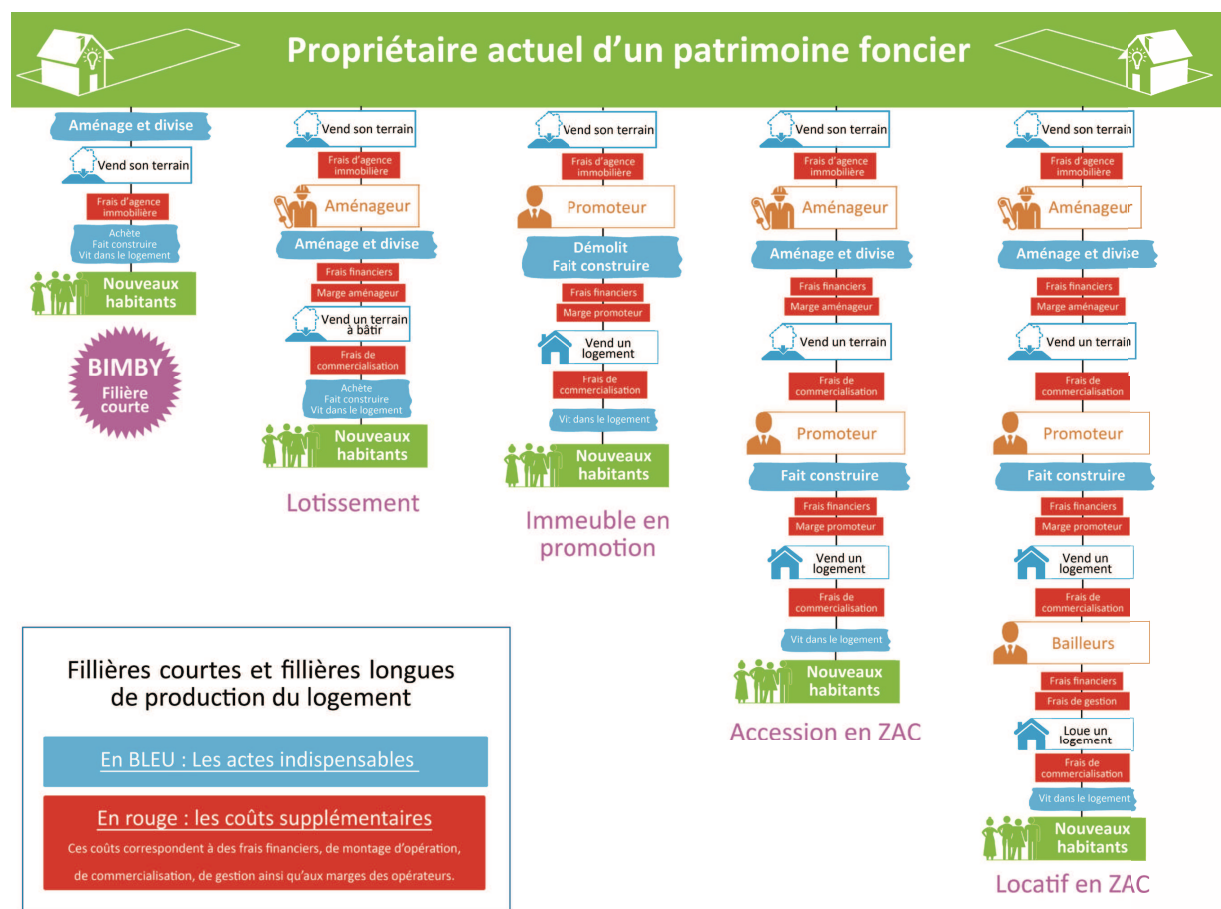 Propriétaire actuel d'un patrimoine foncier
Aménage et divise
Vend son terrain
Frais d'agence
immobilière
Achète
Fait construire
Vit dans le logement
Nouveaux
habitants
BIMBY
Filière
courte
Vend son terrain
Frais d'agence
immobilière
Aménageur
Aménage et divise
Frais financiers
Marge aménageur
Vend un terrain
à bâtir
Frais de
commercialisation
Achète
Fait construire
Vit dans le logement
Nouveaux
habitants
Lotissement
Vend son terrain
Frais d'agence
immobilière
Promoteur
Démolit
Fait construire
Frais financiers
Marge promoteur
Vend un
logement
Frais de
commercialisation
Vit dans le logement
Nouveaux
habitants
Immeuble en
promotion
Vend son terrain
Frais d'agence
immobilière
Aménageur
Aménage et divise
Frais financiers
Marge aménageur
Vend un terrain
Frais de
commercialisation
Promoteur
Fait construire
Frais financiers
Marge promoteur
Vend un
logement
Frais de
commercialisation
Vit dans le logement
Nouveaux
habitants
Accession en ZAC
Vend son terrain
Frais d'agence
immobilière
Aménageur
Aménage et divise
Frais financiers
Marge aménageur
Vend un terrain
Frais de
commercialisation
Promoteur
Fait construire
Frais financiers
Marge promoteur
Vend un
logement
Frais de
commercialisation
Bailleurs
Frais financiers
Frais de gestion
Loue un
logement
Frais de
commercialisation
Vit dans le logement
Nouveaux
habitants
Locatif en ZAC
Fillières courtes et fillières longues
de production du logement
En BLEU : Les actes indispensables
En rouge : les coûts supplémentaires
Ces coûts correspondent à des frais financiers, de montage d'opération,
de commercialisation, de gestion ainsi qu'aux marges des opérateurs.